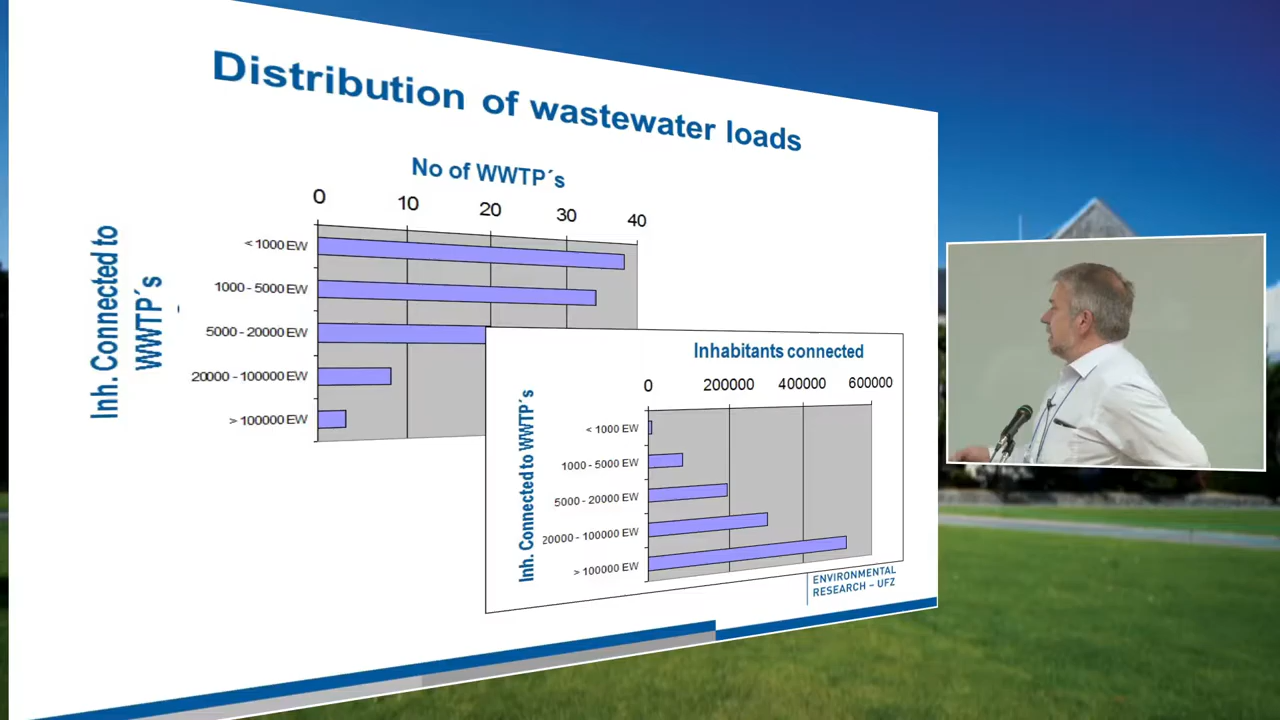 Distribution of wastewater loads
No of WWTP´s
0 10 20 30 40
Inh. Connected to
WWTP´s
< 1000 EW
1000 - 5000 EW
5000 - 20000 EW
20000 - 100000 EW
> 100000 EW
Inhabitants connected
0 200000 400000 600000
Inh. Connected to WWTP´s
< 1000 EW
1000 - 5000 EW
5000 - 20000 EW
20000 - 100000 EW
> 100000 EW
ENVIRONMENTAL
RESEARCH – UFZ